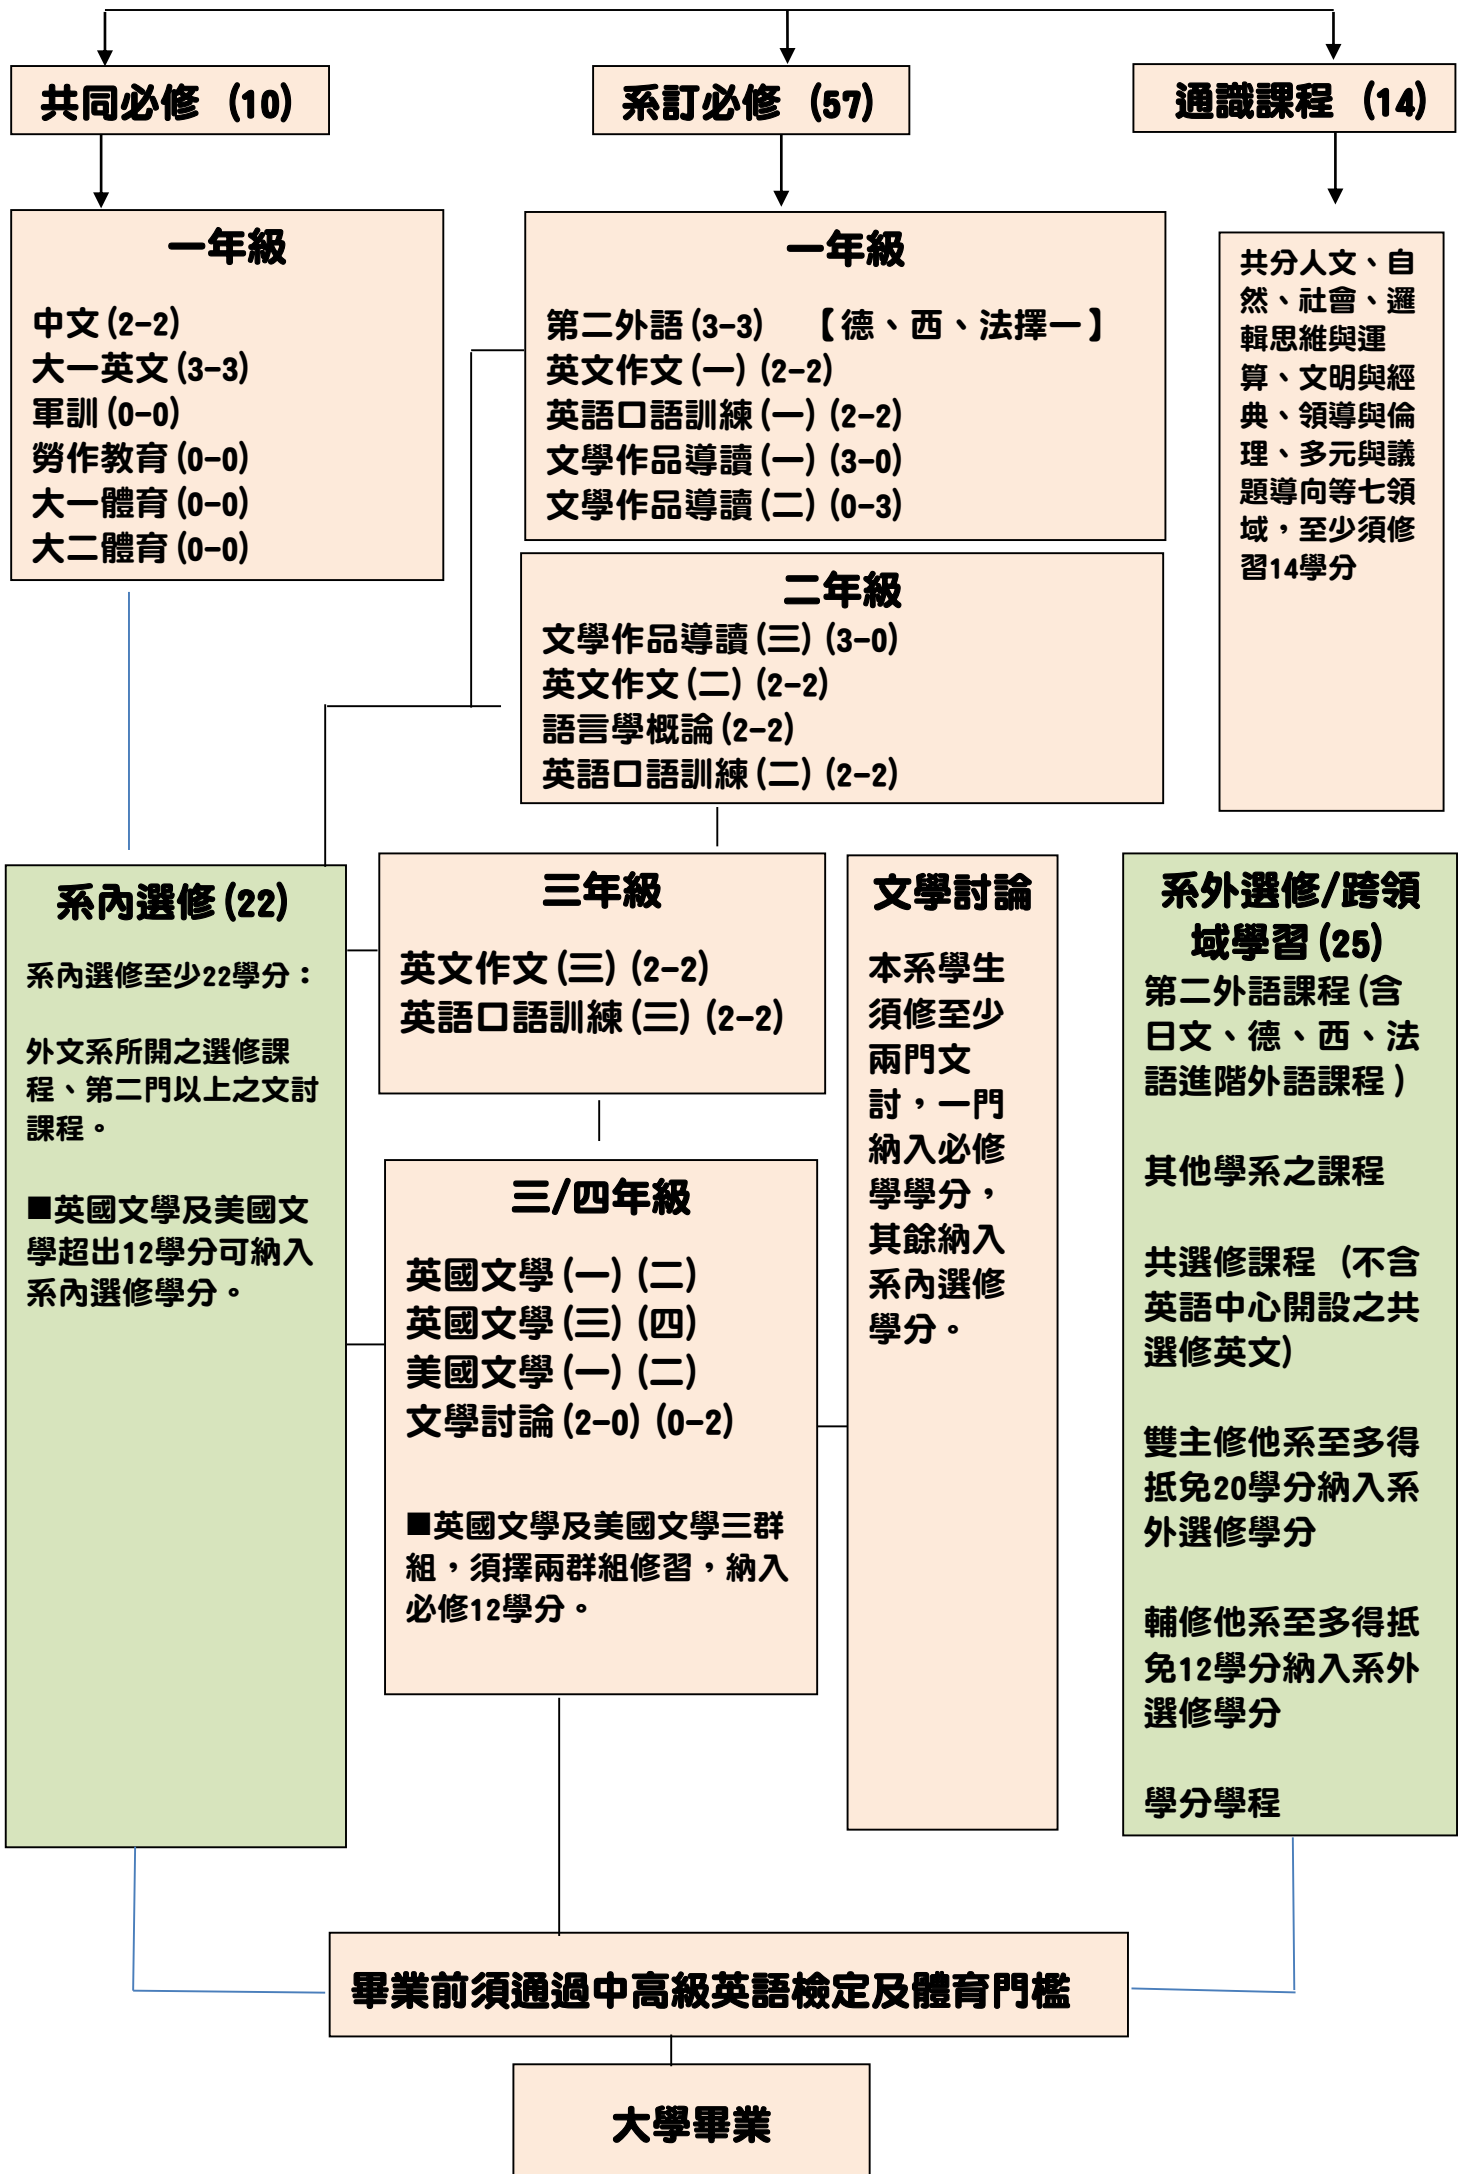 共同必修 (10)
系訂必修 (57)
通識課程 (14)
一年級
中文(2-2)
大一英文(3-3)
軍訓(0-0)
勞作教育(0-0)
大一體育(0-0)
大二體育(0-0)
一年級
第二外語(3-3) 【德、西、法擇一】
英文作文(一)(2-2)
英語口語訓練(一)(2-2)
文學作品導讀(一)(3-0)
文學作品導讀(二)(0-3)
共分人文、自
然、社會、邏
輯思維與運
算、文明與經
典、領導與倫
理、多元與議
題導向等七領
域，至少須修
習14學分
二年級
文學作品導讀(三)(3-0)
英文作文(二)(2-2)
語言學概論(2-2)
英語口語訓練(二)(2-2)
系內選修(22)
系內選修至少22學分：
外文系所開之選修課
程、第二門以上之文討
課程。
■英國文學及美國文
學超出12學分可納入
系內選修學分。
三年級
英文作文(三)(2-2)
英語口語訓練(三)(2-2)
三/四年級
英國文學(一)(二)
英國文學(三)(四)
美國文學(一)(二)
文學討論(2-0)(0-2)
■英國文學及美國文學三群
組，須擇兩群組修習，納入
必修12學分。
文學討論
本系學生
須修至少
兩門文
討，一門
納入必修
學學分，
其餘納入
系內選修
學分。
系外選修/跨領
域學習(25)
第二外語課程(含
日文、德、西、法
語進階外語課程)
其他學系之課程
共選修課程 (不含
英語中心開設之共
選修英文)
雙主修他系至多得
抵免20學分納入系
外選修學分
輔修他系至多得抵
免12學分納入系外
選修學分
學分學程
畢業前須通過中高級英語檢定及體育門檻
大學畢業